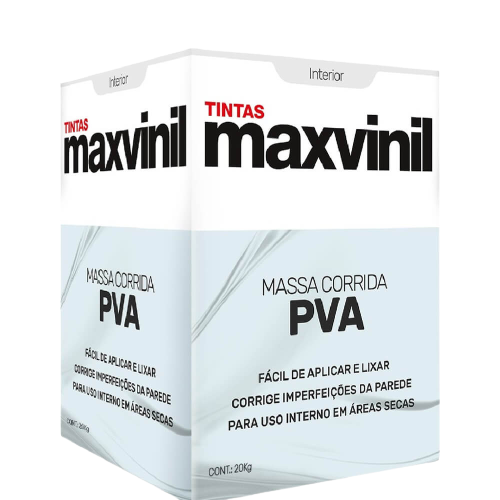 Interior
TINTAS
maxvinil
MASSA CORRIDA
PVA
FÁCIL DE APLICAR E LIXAR
CORRIGE IMPERFEIÇÕES DA PAREDE
PARA USO INTERNO EM ÁREAS SECAS
CONT.: 20Kg
Interior
TINTAS
maxvinil
MASSA CORRIDA
PVA
FÁCIL DE APLICAR E LIXAR
CORRIGE IMPERFEIÇÕES DA PAREDE
PARA USO INTERNO EM ÁREAS SECAS
CONT.: 20Kg